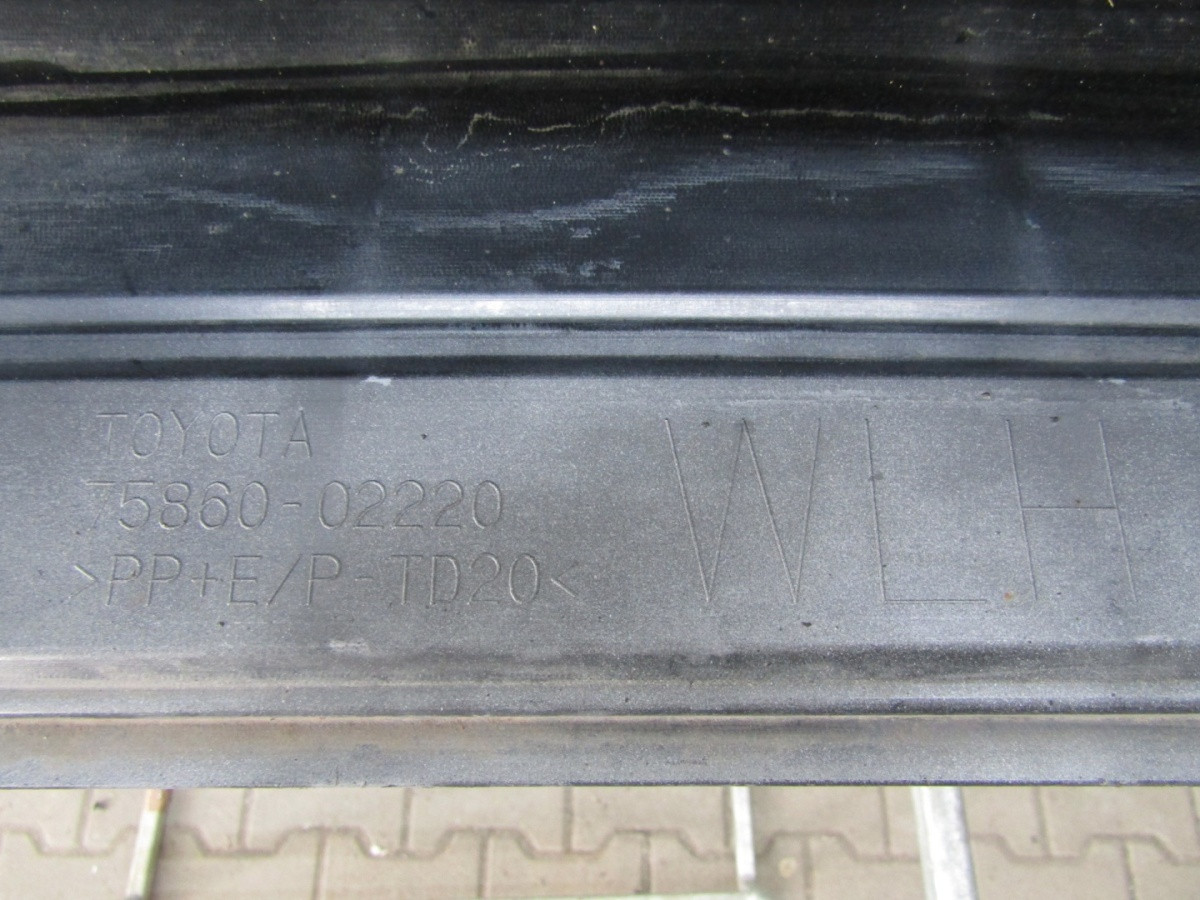 TOYOTA
75860-02220
>PP+E/P-TD20<
WLH